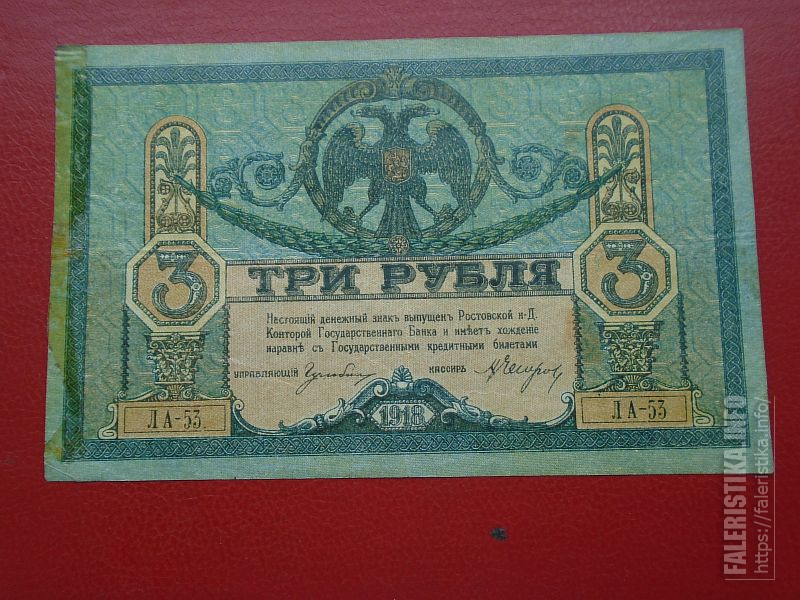 3
3
ТРИ РУБЛЯ
Настоящій денежный знакъ выпущенъ Ростовской н-Д.
Конторой Государственнаго Банка и имѣетъ хожденіе
наравнѣ съ Государственными кредитными билетами
УПРАВЛЯЮЩІЙ КАССИРЪ
ЛА-53
1918
ЛА-53
FALERISTIKA.INFO
https://faleristika.info/